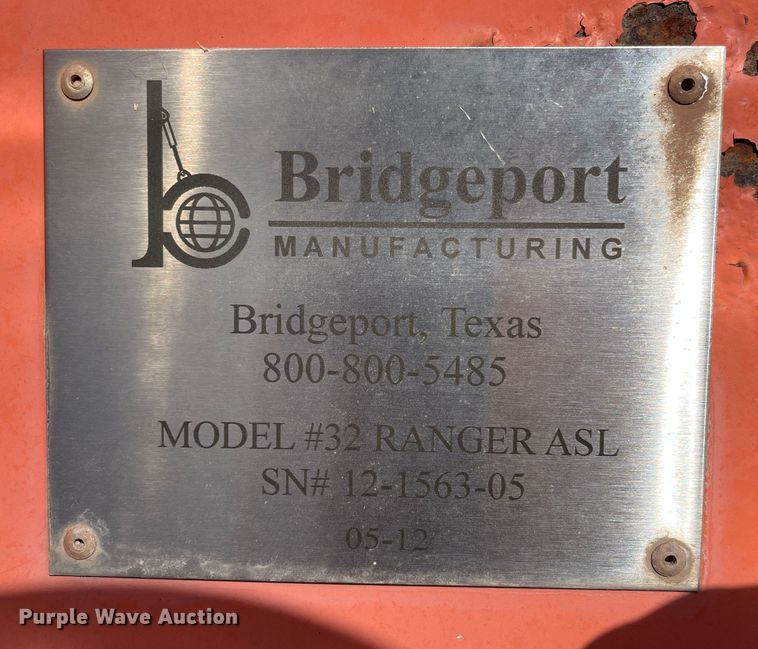 Bridgeport
MANUFACTURING
Bridgeport, Texas
800-800-5485
MODEL #32 RANGER ASL
SN# 12-1563-05
05-12
Purple Wave Auction